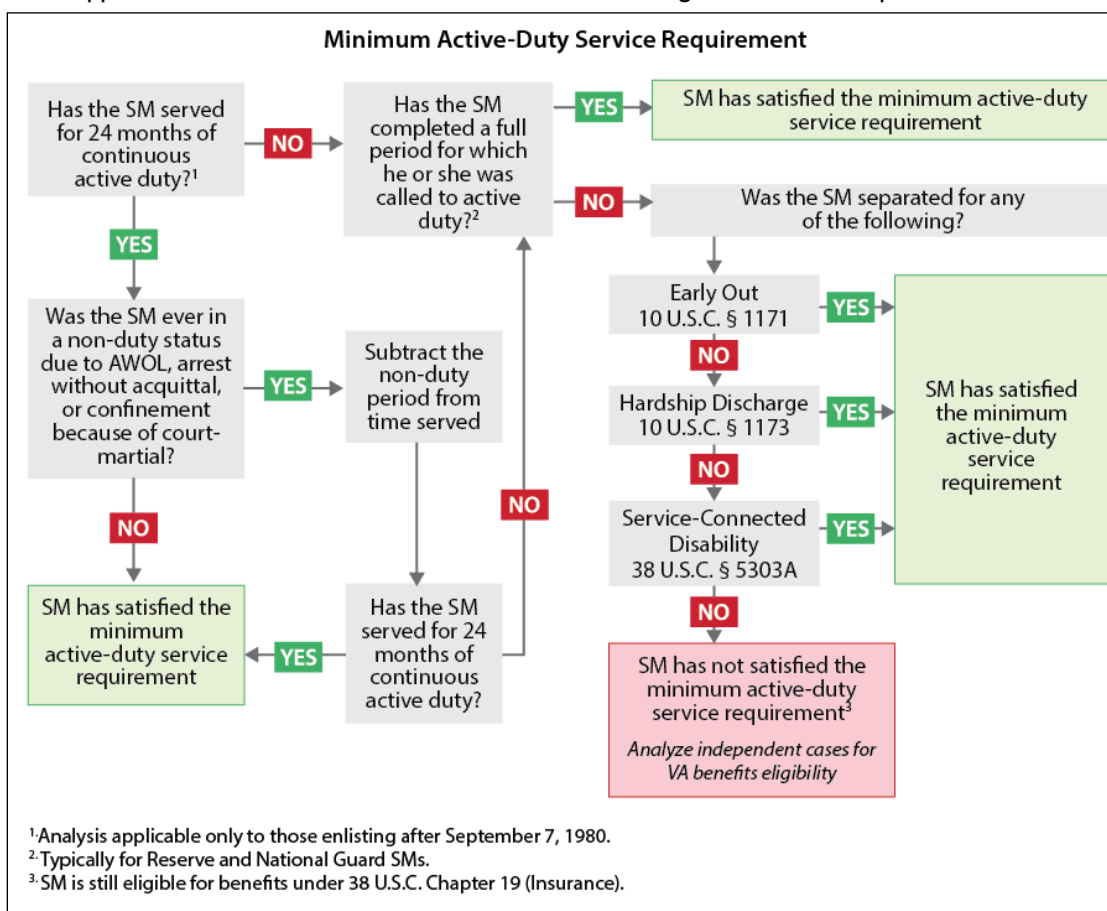 Minimum Active-Duty Service Requirement
Has the SM served
for 24 months of
continuous
active duty?1
NO
Has the SM
completed a full
period for which
he or she was
called to active
duty?2
YES
SM has satisfied the minimum active-duty
service requirement
NO
Was the SM separated for any
of the following?
YES
Was the SM ever in
a non-duty status
due to AWOL, arrest
without acquittal,
or confinement
because of court-
martial?
YES
Subtract the
non-duty
period from
time served
NO
Early Out
10 U.S.C. § 1171
YES
NO
Hardship Discharge
10 U.S.C. § 1173
YES
NO
Service-Connected
Disability
38 U.S.C. § 5303A
YES
SM has satisfied
the minimum
active-duty
service
requirement
NO
NO
SM has satisfied the
minimum
active-duty service
requirement
YES
Has the SM
served for 24
months of
continuous
active duty?
SM has not satisfied the
minimum active-duty
service requirement3
Analyze independent cases for
VA benefits eligibility
1.Analysis applicable only to those enlisting after September 7, 1980.
2.Typically for Reserve and National Guard SMs.
3.SM is still eligible for benefits under 38 U.S.C. Chapter 19 (Insurance).